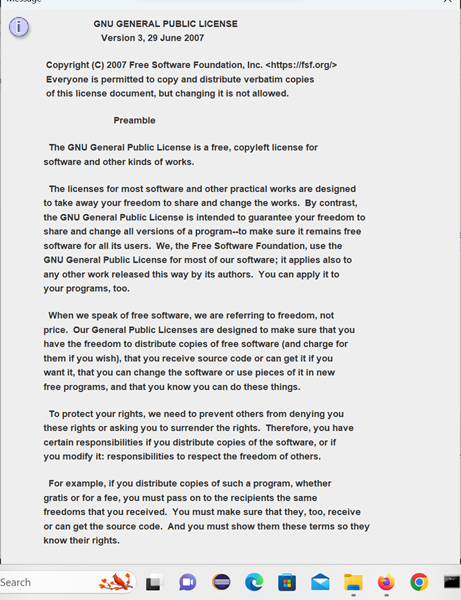 Message
GNU GENERAL PUBLIC LICENSE
Version 3, 29 June 2007
Copyright (C) 2007 Free Software Foundation, Inc. <https://fsf.org/>
Everyone is permitted to copy and distribute verbatim copies
of this license document, but changing it is not allowed.
Preamble
The GNU General Public License is a free, copyleft license for
software and other kinds of works.
The licenses for most software and other practical works are designed
to take away your freedom to share and change the works.  By contrast,
the GNU General Public License is intended to guarantee your freedom to
share and change all versions of a program--to make sure it remains free
software for all its users.  We, the Free Software Foundation, use the
GNU General Public License for most of our software; it applies also to
any other work released this way by its authors.  You can apply it to
your programs, too.
When we speak of free software, we are referring to freedom, not
price.  Our General Public Licenses are designed to make sure that you
have the freedom to distribute copies of free software (and charge for
them if you wish), that you receive source code or can get it if you
want it, that you can change the software or use pieces of it in new
free programs, and that you know you can do these things.
To protect your rights, we need to prevent others from denying you
these rights or asking you to surrender the rights.  Therefore, you have
certain responsibilities if you distribute copies of the software, or if
you modify it: responsibilities to respect the freedom of others.
For example, if you distribute copies of such a program, whether
gratis or for a fee, you must pass on to the recipients the same
freedoms that you received.  You must make sure that they, too, receive
or can get the source code.  And you must show them these terms so they
know their rights.
Search